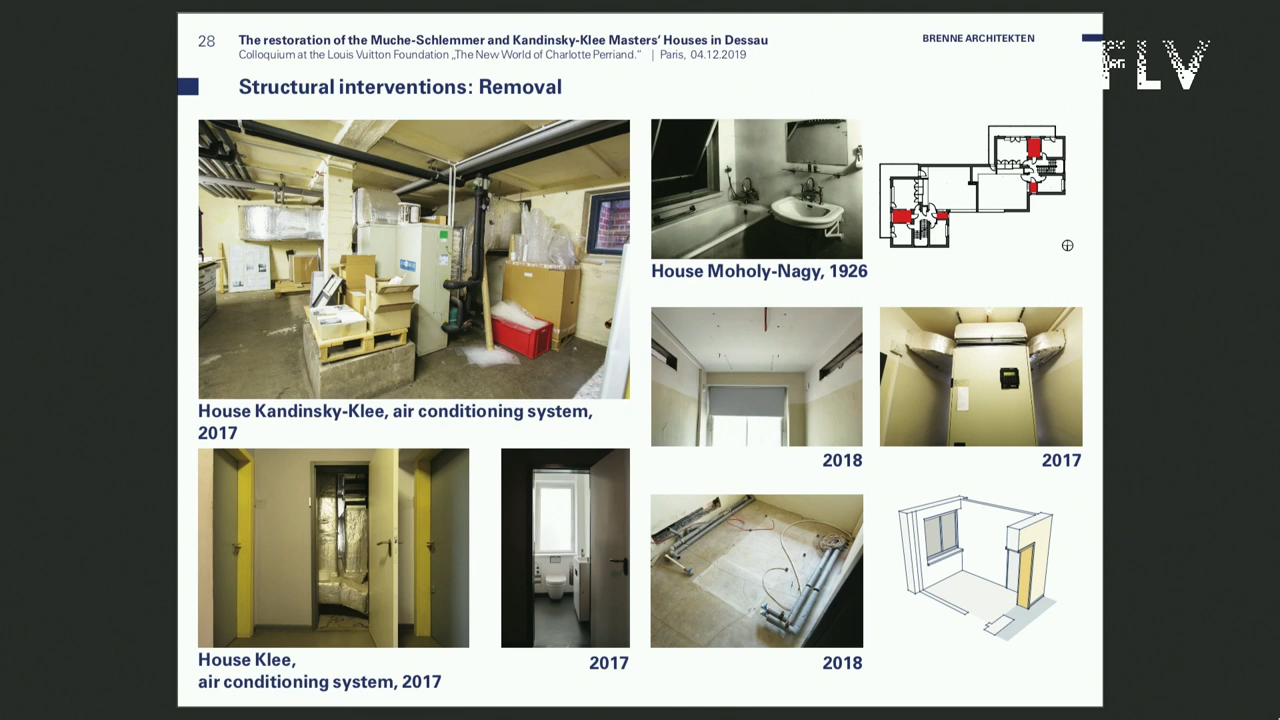 28
The restoration of the Muche-Schlemmer and Kandinsky-Klee Masters' Houses in Dessau
BRENNE ARCHITEKTEN
Colloquium at the Louis Vuitton Foundation „The New World of Charlotte Perriand." | Paris, 04.12.2019
FLV
Structural interventions: Removal
House Moholy-Nagy, 1926
House Kandinsky-Klee, air conditioning system,
2017
2018
2017
House Klee,
air conditioning system, 2017
2017
2018